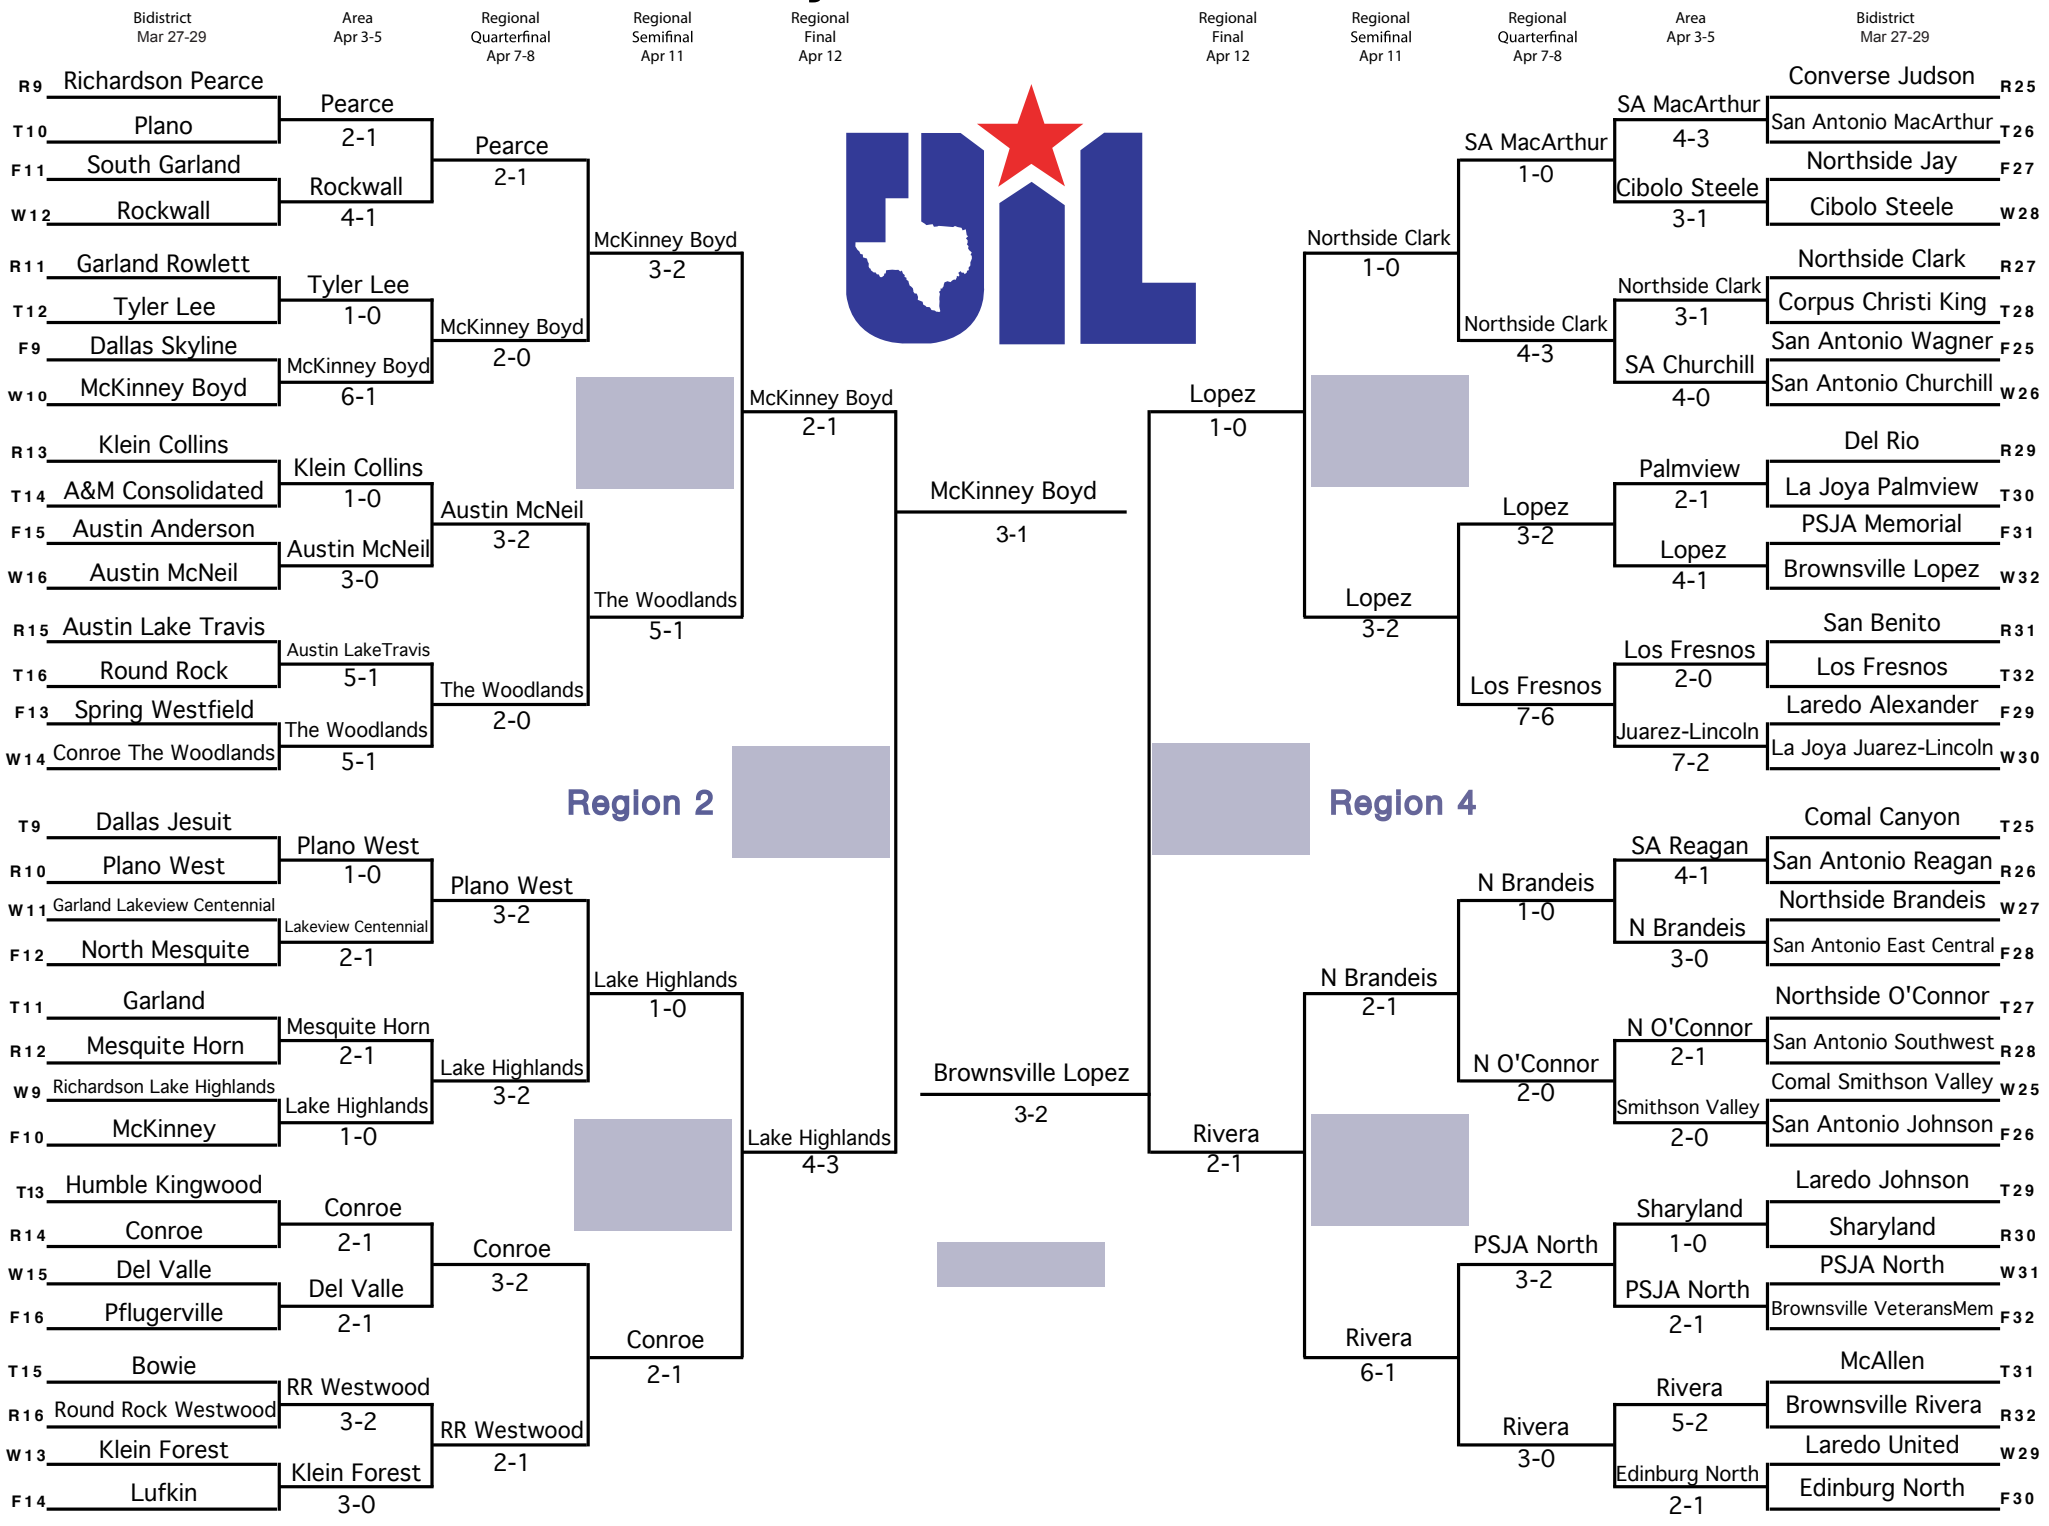 Bidistrict
Mar 27-29
Area
Apr 3-5
Regional
Quarterfinal
Apr 7-8
Regional
Semifinal
Apr 11
Regional
Final
Apr 12
Regional
Final
Apr 12
Regional
Semifinal
Apr 11
Regional
Quarterfinal
Apr 7-8
Area
Apr 3-5
Bidistrict
Mar 27-29
R9 Richardson Pearce
T10 Plano
F11 South Garland
W12 Rockwall
R11 Garland Rowlett
T12 Tyler Lee
F9 Dallas Skyline
W10 McKinney Boyd
R13 Klein Collins
T14 A&M Consolidated
F15 Austin Anderson
W16 Austin McNeil
R15 Austin Lake Travis
T16 Round Rock
F13 Spring Westfield
W14 Conroe The Woodlands
T9 Dallas Jesuit
R10 Plano West
W11 Garland Lakeview Centennial
F12 North Mesquite
T11 Garland
R12 Mesquite Horn
W9 Richardson Lake Highlands
F10 McKinney
T13 Humble Kingwood
R14 Conroe
W15 Del Valle
F16 Pflugerville
T15 Bowie
R16 Round Rock Westwood
W13 Klein Forest
F14 Lufkin
Pearce
2-1
Rockwall
4-1
Tyler Lee
1-0
McKinney Boyd
6-1
Klein Collins
1-0
Austin McNeil
3-0
Austin LakeTravis
5-1
The Woodlands
5-1
Plano West
1-0
Lakeview Centennial
2-1
Mesquite Horn
2-1
Lake Highlands
1-0
Conroe
2-1
Del Valle
2-1
RR Westwood
3-2
Klein Forest
3-0
Pearce
2-1
McKinney Boyd
2-0
Austin McNeil
3-2
The Woodlands
2-0
Plano West
3-2
Lake Highlands
3-2
Conroe
3-2
RR Westwood
2-1
McKinney Boyd
3-2
The Woodlands
5-1
Region 2
Lake Highlands
1-0
Conroe
2-1
McKinney Boyd
2-1
Lake Highlands
4-3
UIL
McKinney Boyd
3-1
Brownsville Lopez
3-2
Lopez
1-0
Rivera
2-1
Northside Clark
1-0
Lopez
3-2
Region 4
N Brandeis
2-1
Rivera
6-1
SA MacArthur
1-0
Northside Clark
4-3
Lopez
3-2
Los Fresnos
7-6
N Brandeis
1-0
N O'Connor
2-0
PSJA North
3-2
Rivera
3-0
SA MacArthur
4-3
Cibolo Steele
3-1
Northside Clark
3-1
SA Churchill
4-0
Palmview
2-1
Lopez
4-1
Los Fresnos
2-0
Juarez-Lincoln
7-2
SA Reagan
4-1
N Brandeis
3-0
N O'Connor
2-1
Smithson Valley
2-0
Sharyland
1-0
PSJA North
2-1
Rivera
5-2
Edinburg North
2-1
Converse Judson R25
San Antonio MacArthur T26
Northside Jay F27
Cibolo Steele W28
Northside Clark R27
Corpus Christi King T28
San Antonio Wagner F25
San Antonio Churchill W26
Del Rio R29
La Joya Palmview T30
PSJA Memorial F31
Brownsville Lopez W32
San Benito R31
Los Fresnos T32
Laredo Alexander F29
La Joya Juarez-Lincoln W30
Comal Canyon T25
San Antonio Reagan R26
Northside Brandeis W27
San Antonio East Central F28
Northside O'Connor T27
San Antonio Southwest R28
Comal Smithson Valley W25
San Antonio Johnson F26
Laredo Johnson T29
Sharyland R30
PSJA North W31
Brownsville VeteransMem F32
McAllen T31
Brownsville Rivera R32
Laredo United W29
Edinburg North F30